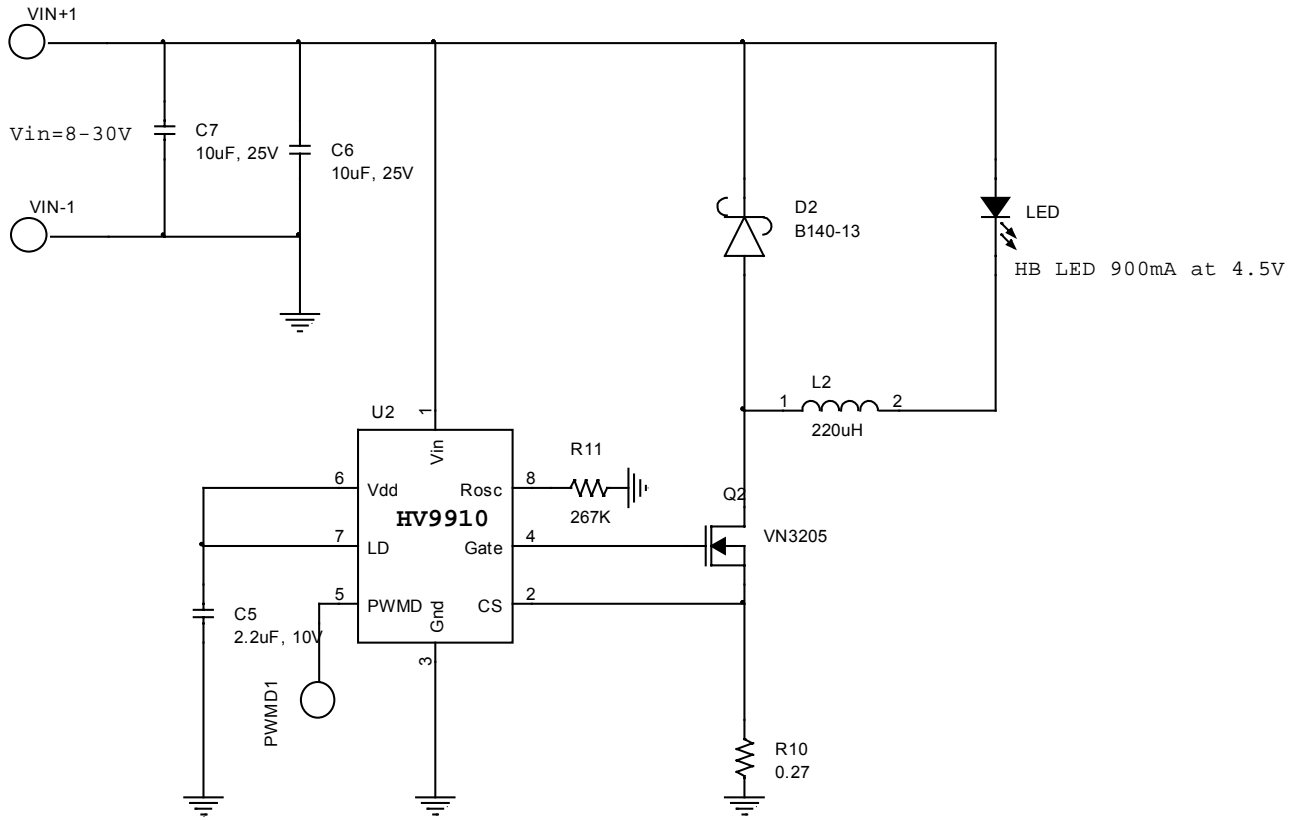 VIN+1
Vin=8-30V
C7
10uF, 25V
C6
10uF, 25V
VIN-1
D2
B140-13
LED
HB LED 900mA at 4.5V
L2
1
2
220uH
U2
1
Vin
R11
6
Vdd
Rosc
8
267K
Q2
HV9910
7
LD
Gate
4
VN3205
5
PWMD
Gnd
CS
2
C5
2.2uF, 10V
3
PWMD1
R10
0.27